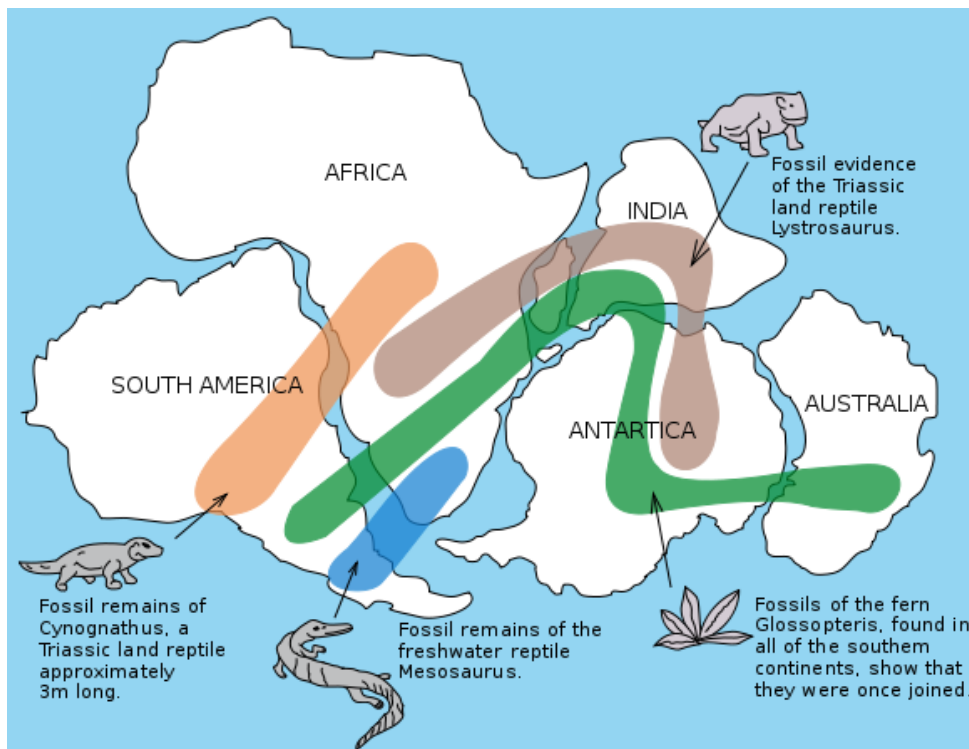 AFRICA
INDIA
Fossil evidence
of the Triassic
land reptile
Lystrosaurus.
SOUTH AMERICA
ANTARTICA
AUSTRALIA
Fossil remains of
Cynognathus, a
Triassic land reptile
approximately
3m long.
Fossil remains of the
freshwater reptile
Mesosaurus.
Fossils of the fern
Glossopteris, found in
all of the southern
continents, show that
they were once joined.